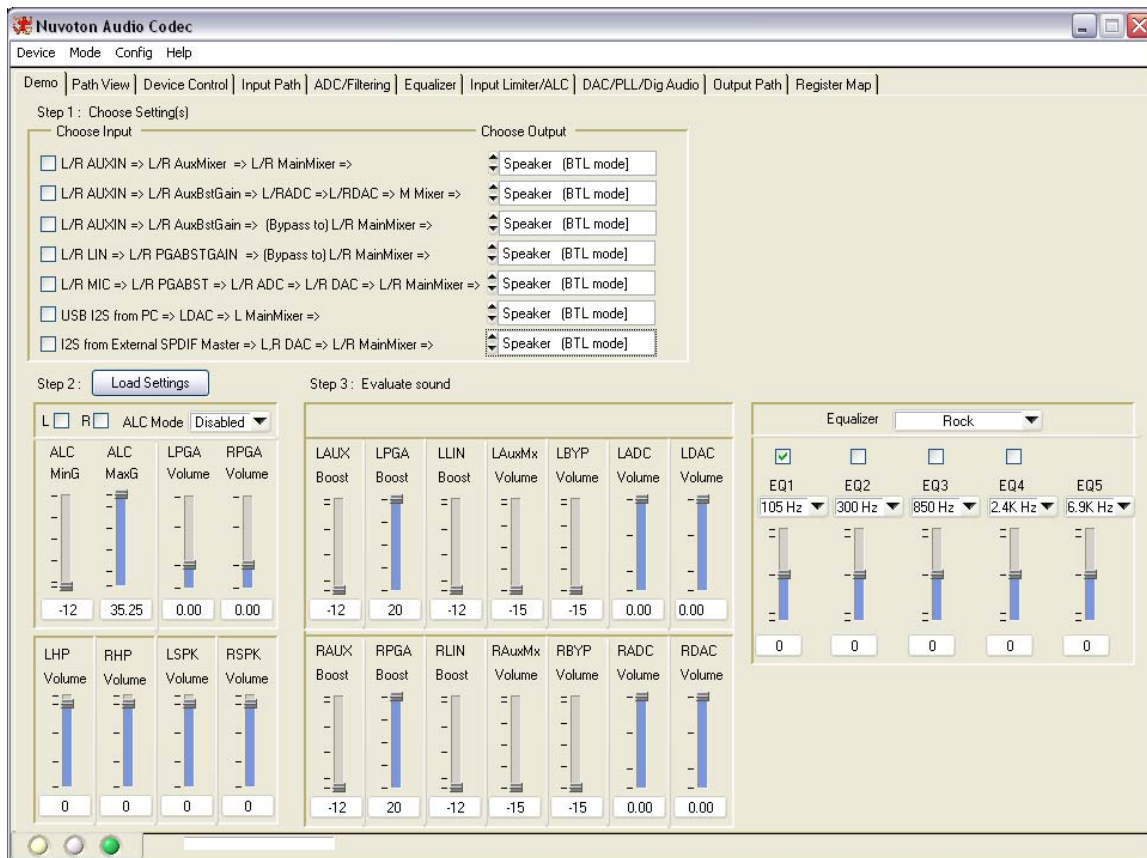 Nuvoton Audio Codec
Device Mode Config Help
Demo Path View Device Control Input Path ADC/Filtering Equalizer Input Limiter/ALC DAC/PLL/Dig Audio Output Path Register Map
Step 1 : Choose Setting(s)
Choose Input Choose Output
L/R AUXIN => L/R AuxMixer => L/R MainMixer => Speaker (BTL mode)
L/R AUXIN => L/R AuxBstGain => L/RADC =>L/RDAC => M Mixer => Speaker (BTL mode)
L/R AUXIN => L/R AuxBstGain => (Bypass to) L/R MainMixer => Speaker (BTL mode)
L/R LIN => L/R PGABSTGAIN => (Bypass to) L/R MainMixer => Speaker (BTL mode)
L/R MIC => L/R PGABST => L/R ADC => L/R DAC => L/R MainMixer => Speaker (BTL mode)
USB I2S from PC => LDAC => L MainMixer => Speaker (BTL mode)
I2S from External SPDIF Master => L,R DAC => L/R MainMixer => Speaker (BTL mode)
Step 2 : Load Settings Step 3 : Evaluate sound
L R ALC Mode Disabled
ALC ALC LPGA RPGA
MinG MaxG Volume Volume
-12 35.25 0.00 0.00
LHP RHP LSPK RSPK
Volume Volume Volume Volume
0 0 0 0
LAUX LPGA LLIN LAuxMx LBYP LADC LDAC
Boost Boost Boost Volume Volume Volume Volume
-12 20 -12 -15 -15 0.00 0.00
RAUX RPGA RLIN RAuxMx RBYP RADC RDAC
Boost Boost Boost Volume Volume Volume Volume
-12 20 -12 -15 -15 0.00 0.00
Equalizer Rock
EQ1 EQ2 EQ3 EQ4 EQ5
105 Hz 300 Hz 850 Hz 2.4K Hz 6.9K Hz
0 0 0 0 0